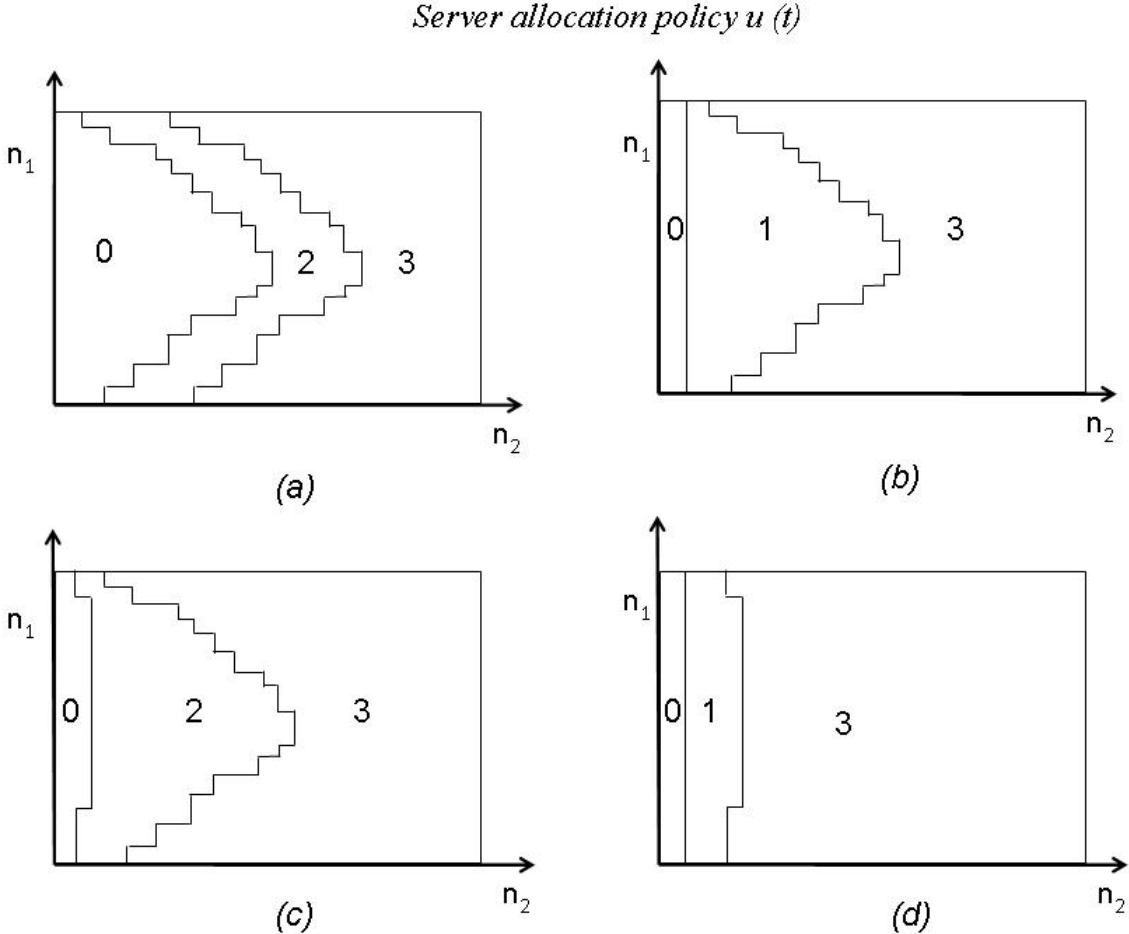 Server allocation policy u (t)
n1
0
2
3
n2
(a)
n1
0
1
3
n2
(b)
n1
0
2
3
n2
(c)
n1
0
1
3
n2
(d)